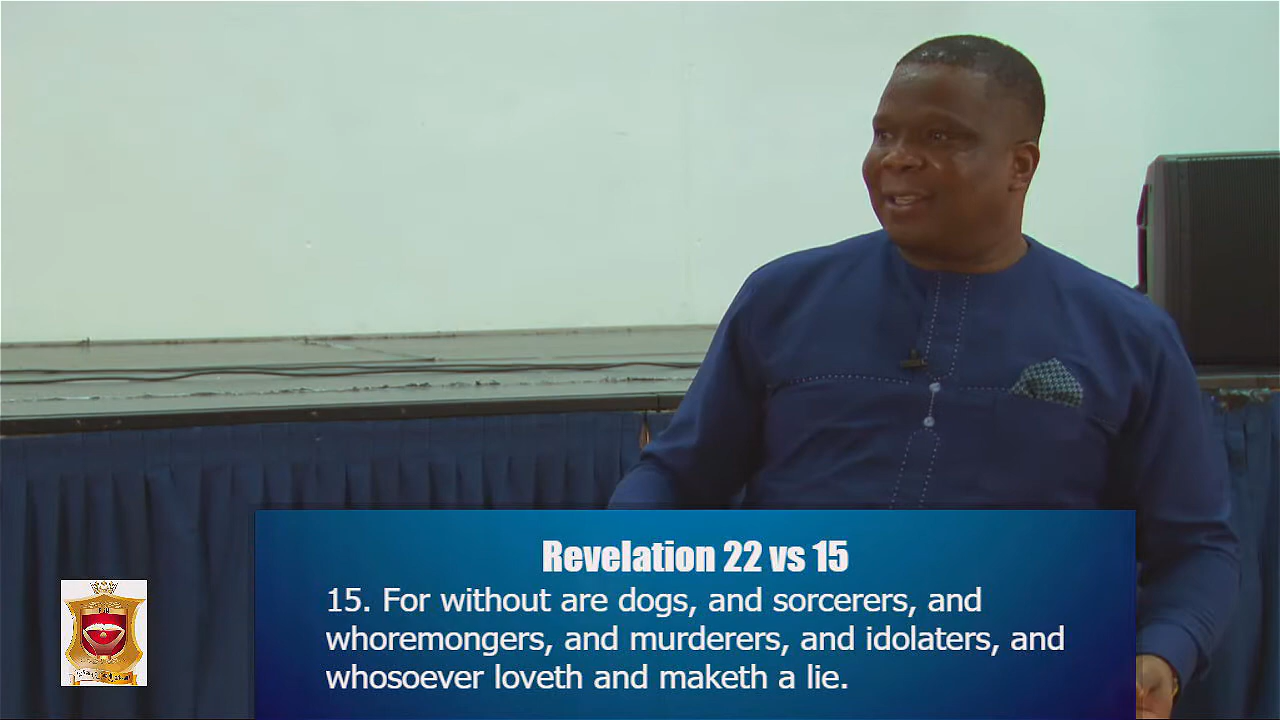 Revelation 22 vs 15
15. For without are dogs, and sorcerers, and
whoremongers, and murderers, and idolaters, and
whosoever loveth and maketh a lie.